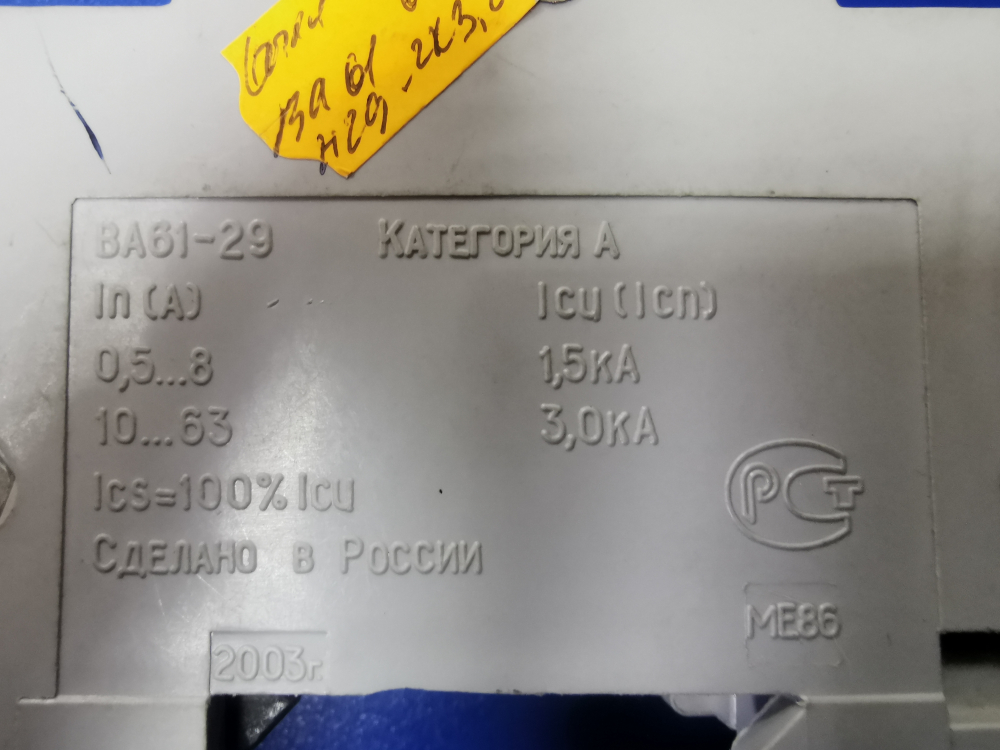 ВА 61
ВА61-29 КАТЕГОРИЯ А
In (А) Icu (Icn)
0,5...8 1,5кА
10...63 3,0кА
Ics=100% Icu
СДЕЛАНО В РОССИИ
РСТ
МЕ86
2003г.